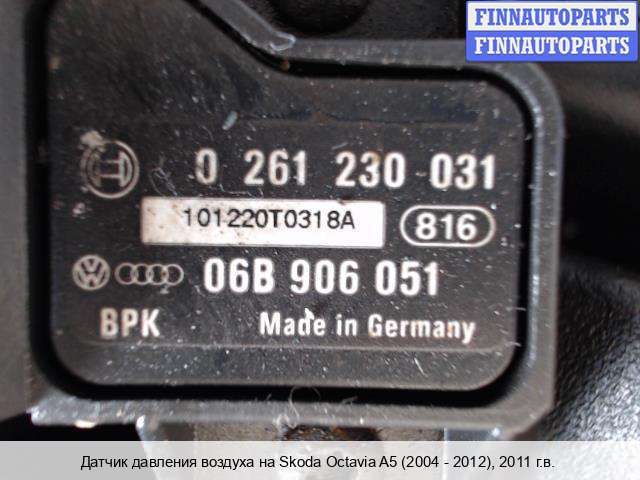 FINNAUTOPARTS
FINNAUTOPARTS
0 261 230 031
101220T0318A
816
06B 906 051
BPK Made in Germany
Датчик давления воздуха на Skoda Octavia A5 (2004 - 2012), 2011 г.в.